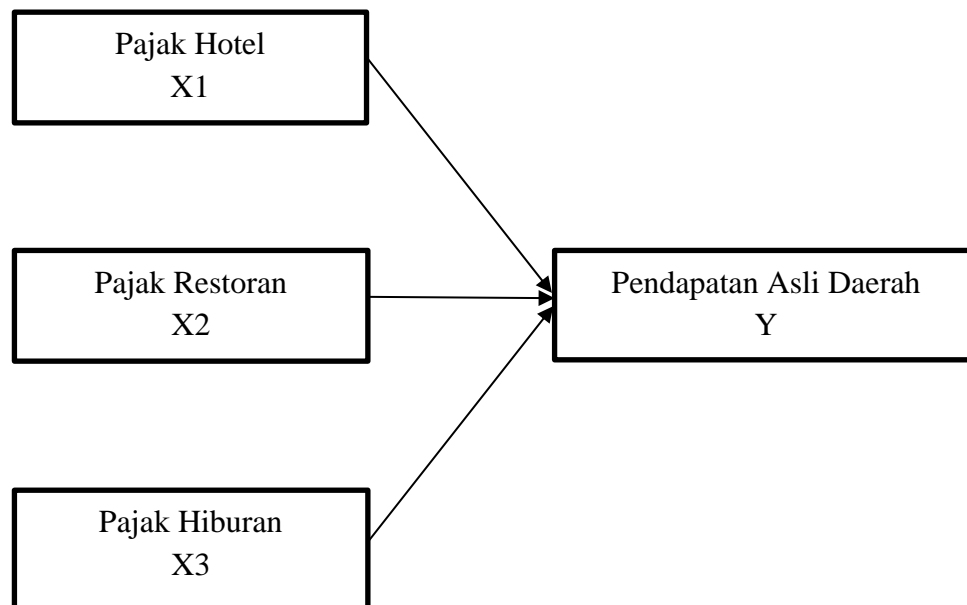 Pajak Hotel
X1
Pajak Restoran
X2
Pendapatan Asli Daerah
Y
Pajak Hiburan
X3